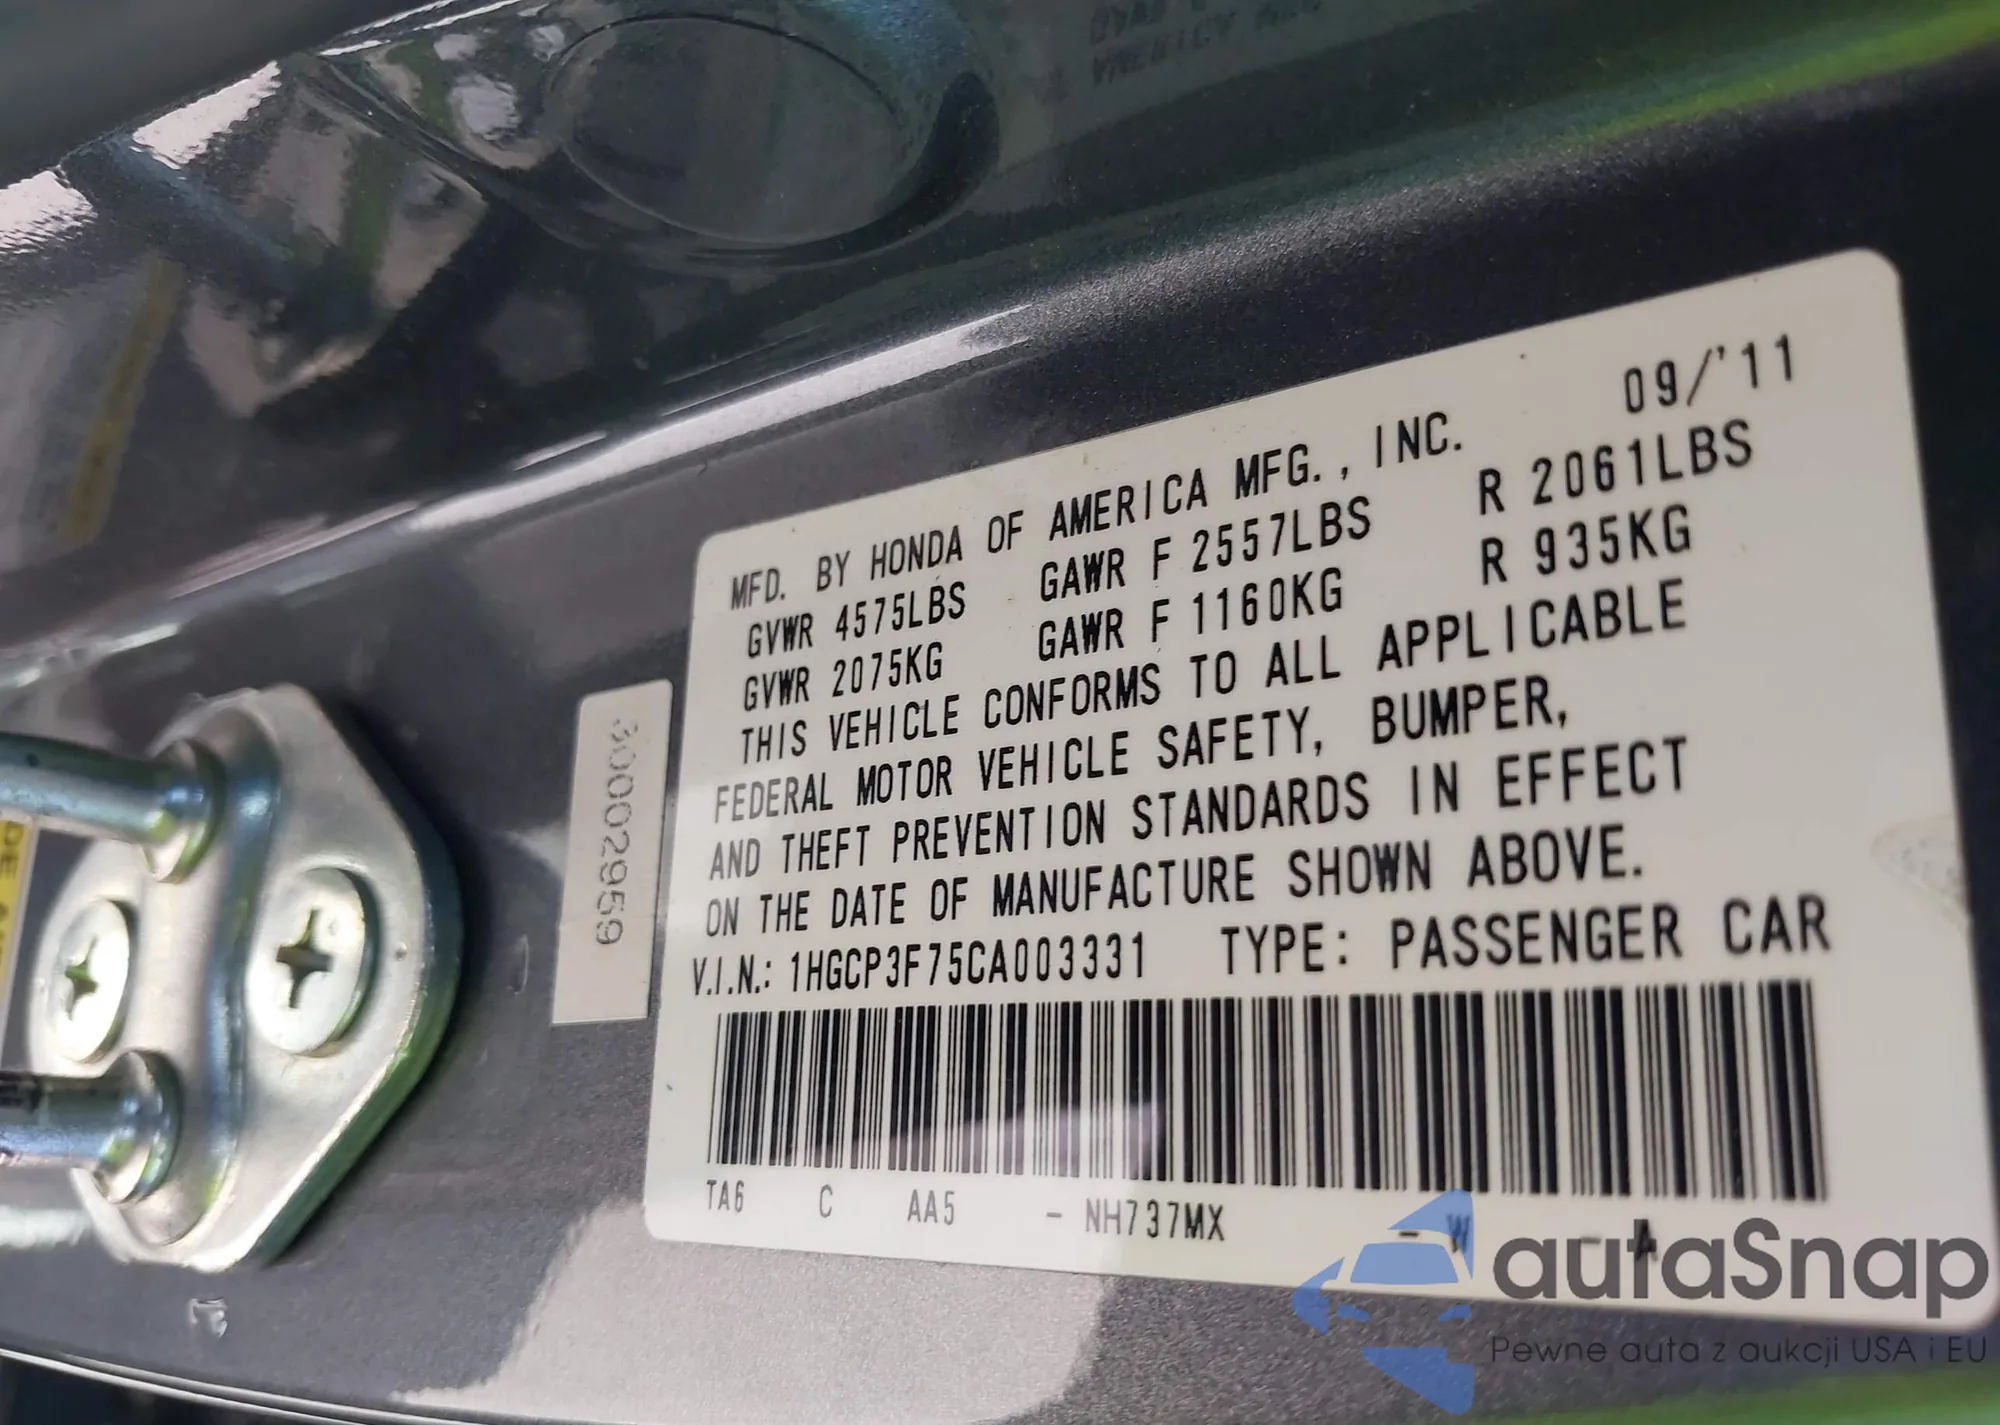 09/'11
MFD. BY HONDA OF AMERICA MFG., INC.
GVWR 4575LBS GAWR F 2557LBS R 2061LBS
GVWR 2075KG GAWR F 1160KG R 935KG
THIS VEHICLE CONFORMS TO ALL APPLICABLE
FEDERAL MOTOR VEHICLE SAFETY, BUMPER,
AND THEFT PREVENTION STANDARDS IN EFFECT
ON THE DATE OF MANUFACTURE SHOWN ABOVE.
V.I.N.: 1HGCP3F75CA003331 TYPE: PASSENGER CAR
TA6 C AA5 - NH737MX - W - A
30002959
autaSnap
Pewne auta z aukcji USA i EU